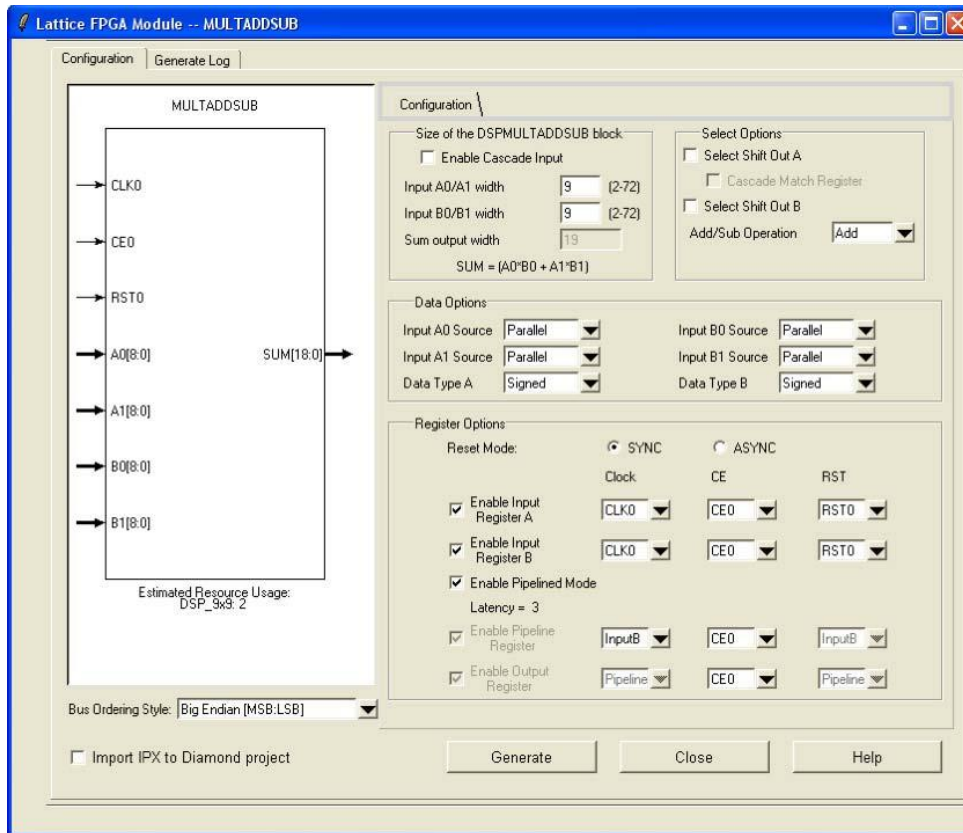 Lattice FPGA Module -- MULTADDSUB
Configuration
Generate Log
MULTADDSUB
CLK0
CE0
RST0
A0[8:0]
SUM[18:0]
A1[8:0]
B0[8:0]
B1[8:0]
Estimated Resource Usage:
DSP_9x9: 2
Bus Ordering Style: Big Endian [MSB:LSB]
Configuration
Size of the DSPMULTADDSUB block
Enable Cascade Input
Input A0/A1 width 9 (2-72)
Input B0/B1 width 9 (2-72)
Sum output width 19
SUM = (A0*B0 + A1*B1)
Select Options
Select Shift Out A
Cascade Match Register
Select Shift Out B
Add/Sub Operation Add
Data Options
Input A0 Source Parallel Input B0 Source Parallel
Input A1 Source Parallel Input B1 Source Parallel
Data Type A Signed Data Type B Signed
Register Options
Reset Mode: SYNC ASYNC
Clock CE RST
Enable Input
Register A
CLK0 CE0 RST0
Enable Input
Register B
CLK0 CE0 RST0
Enable Pipelined Mode
Latency = 3
Enable Pipeline
Register
InputB CE0 InputB
Enable Output
Register
Pipeline CE0 Pipeline
Import IPX to Diamond project
Generate Close Help